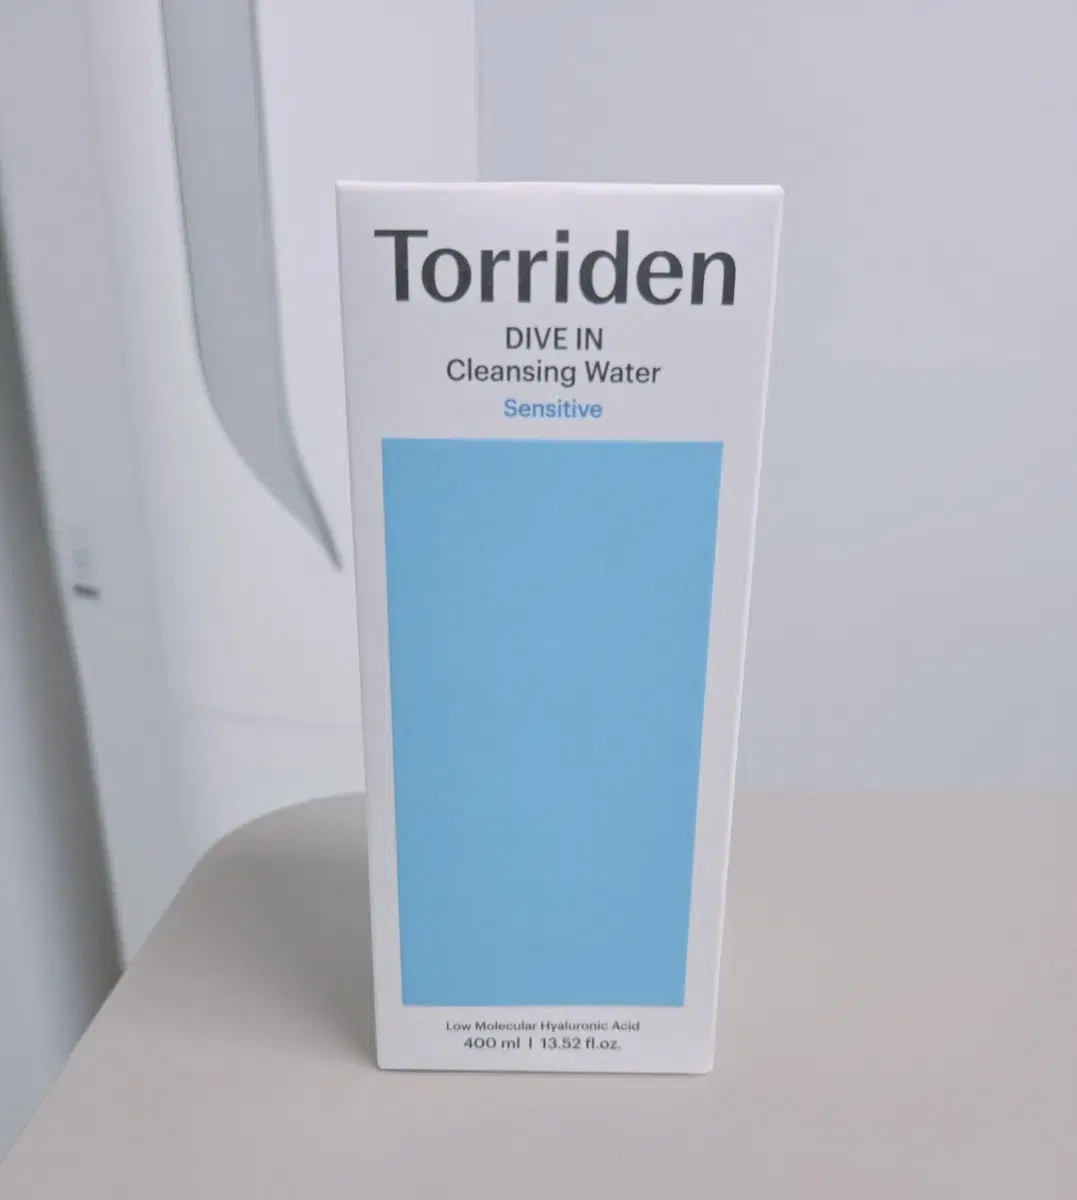 Torriden
DIVE IN
Cleansing Water
Sensitive
Low Molecular Hyaluronic Acid
400 ml | 13.52 fl.oz.